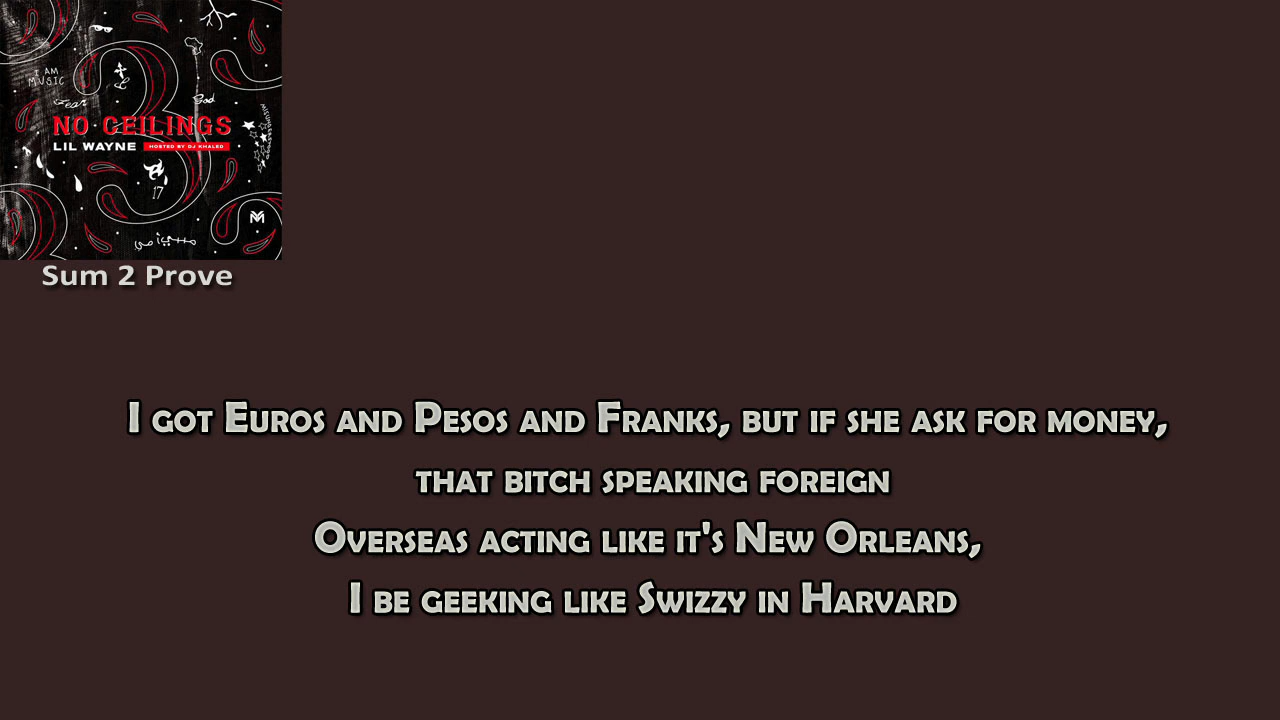 I AM
MUSIC
Fear
God
MISUNDERSTOOD
NO CEILINGS
LIL WAYNE HOSTED BY DJ KHALED
17
Sum 2 Prove
I GOT EUROS AND PESOS AND FRANKS, BUT IF SHE ASK FOR MONEY,
THAT BITCH SPEAKING FOREIGN
OVERSEAS ACTING LIKE IT'S NEW ORLEANS,
I BE GEEKING LIKE SWIZZY IN HARVARD